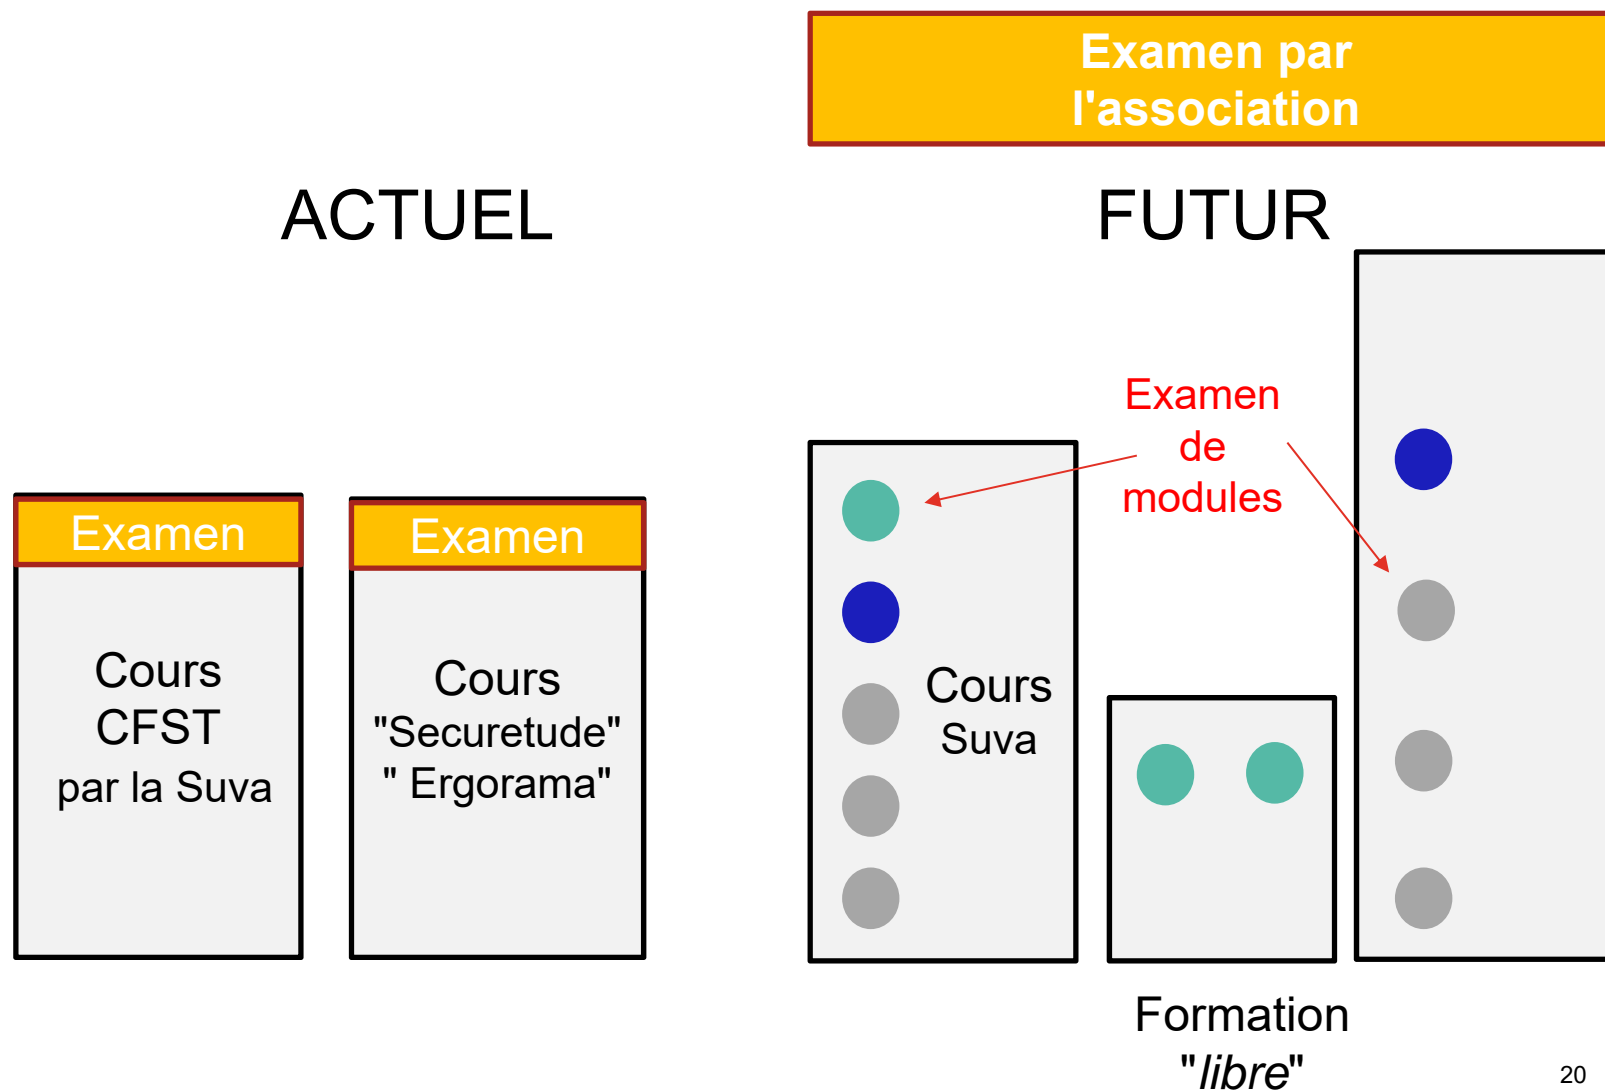 Examen par
l'association
ACTUEL
FUTUR
Examen
de
modules
Examen
Examen
Cours
CFST
par la Suva
Cours
"Securetude"
" Ergorama"
Cours
Suva
Formation
"libre"
20